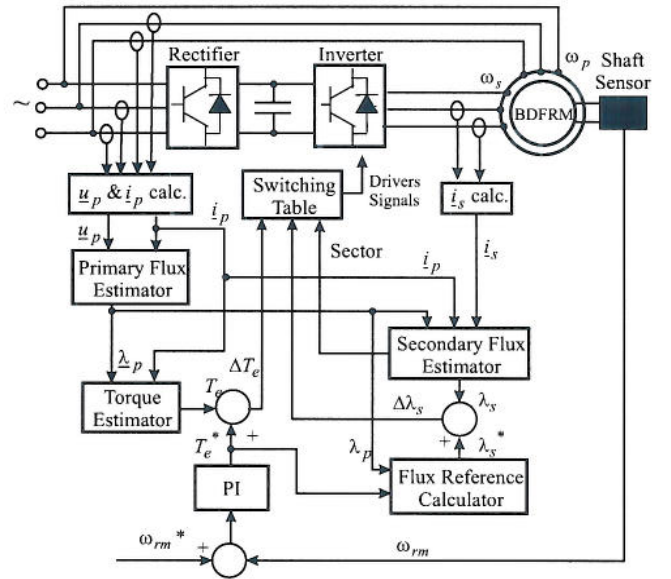 Rectifier
Inverter
ω_s
ω_p
Shaft
Sensor
~
BDFRM
u_p & i_p calc.
Switching
Table
Drivers
Signals
i_s calc.
u_p
i_p
Sector
i_p
i_s
Primary Flux
Estimator
Secondary Flux
Estimator
λ_p
ΔT_e
T_e
Δλ_s
λ_s
Torque
Estimator
+
+
T_e*
λ_p
λ_s*
PI
Flux Reference
Calculator
ω_rm*
+
ω_rm